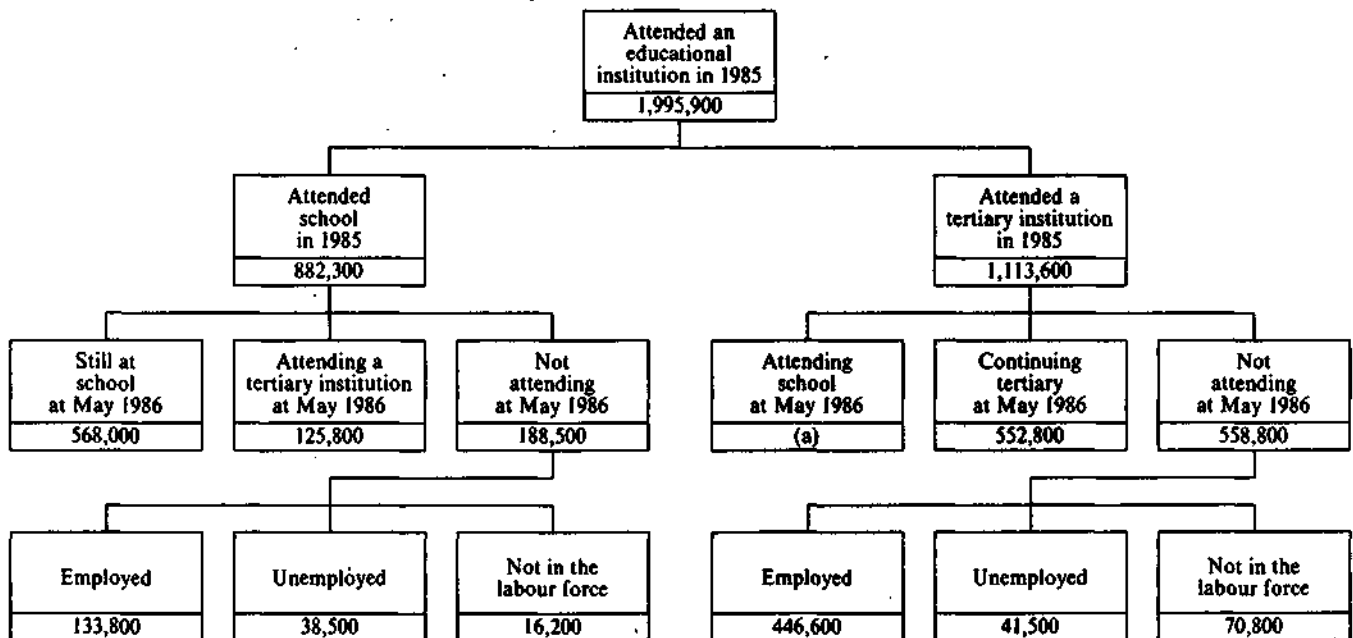 Attended an
educational
institution in 1985
1,995,900
Attended
school
in 1985
882,300
Attended a
tertiary institution
in 1985
1,113,600
Still at
school
at May 1986
568,000
Attending a
tertiary institution
at May 1986
125,800
Not
attending
at May 1986
188,500
Attending
school
at May 1986
(a)
Continuing
tertiary
at May 1986
552,800
Not
attending
at May 1986
558,800
Employed
133,800
Unemployed
38,500
Not in the
labour force
16,200
Employed
446,600
Unemployed
41,500
Not in the
labour force
70,800